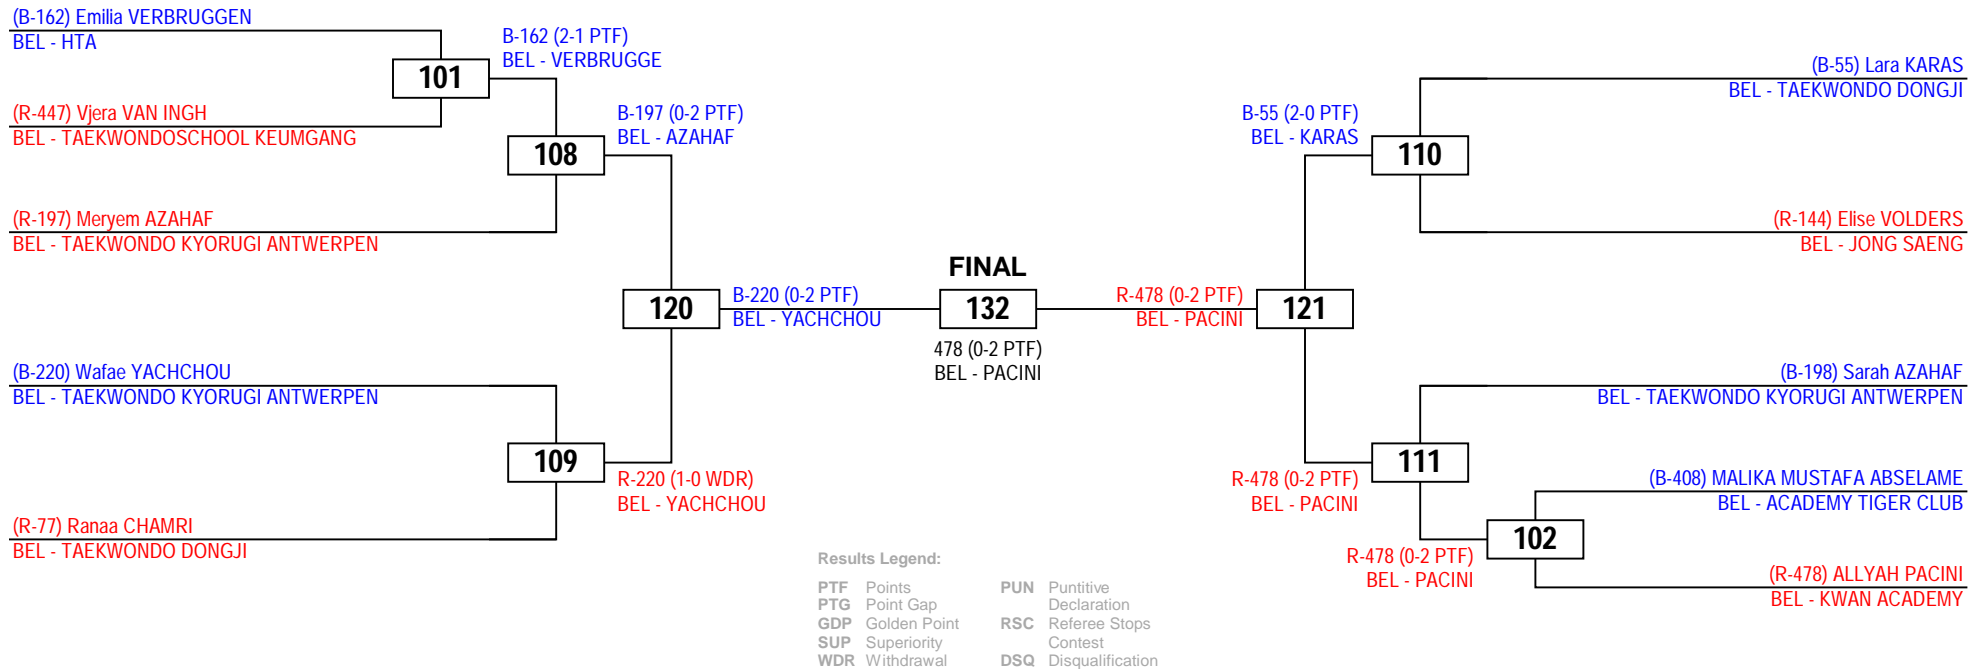 (B-162) Emilia VERBRUGGEN
BEL - HTA
B-162 (2-1 PTF)
BEL - VERBRUGGE
101
(R-447) Vjera VAN INGH
BEL - TAEKWONDOSCHOOL KEUMGANG
B-197 (0-2 PTF)
BEL - AZAHAF
108
(R-197) Meryem AZAHAF
BEL - TAEKWONDO KYORUGI ANTWERPEN
120
B-220 (0-2 PTF)
BEL - YACHCHOU
(B-220) Wafae YACHCHOU
BEL - TAEKWONDO KYORUGI ANTWERPEN
109
R-220 (1-0 WDR)
BEL - YACHCHOU
(R-77) Ranaa CHAMRI
BEL - TAEKWONDO DONGJI
FINAL
132
478 (0-2 PTF)
BEL - PACINI
(B-55) Lara KARAS
BEL - TAEKWONDO DONGJI
B-55 (2-0 PTF)
BEL - KARAS
110
(R-144) Elise VOLDERS
BEL - JONG SAENG
R-478 (0-2 PTF)
BEL - PACINI
121
(B-198) Sarah AZAHAF
BEL - TAEKWONDO KYORUGI ANTWERPEN
R-478 (0-2 PTF)
BEL - PACINI
111
(B-408) MALIKA MUSTAFA ABSELAME
BEL - ACADEMY TIGER CLUB
102
R-478 (0-2 PTF)
BEL - PACINI
(R-478) ALLYAH PACINI
BEL - KWAN ACADEMY
Results Legend:
PTF Points
PTG Point Gap
GDP Golden Point
SUP Superiority
WDR Withdrawal
PUN Puntitive
Declaration
RSC Referee Stops
Contest
DSQ Disqualification